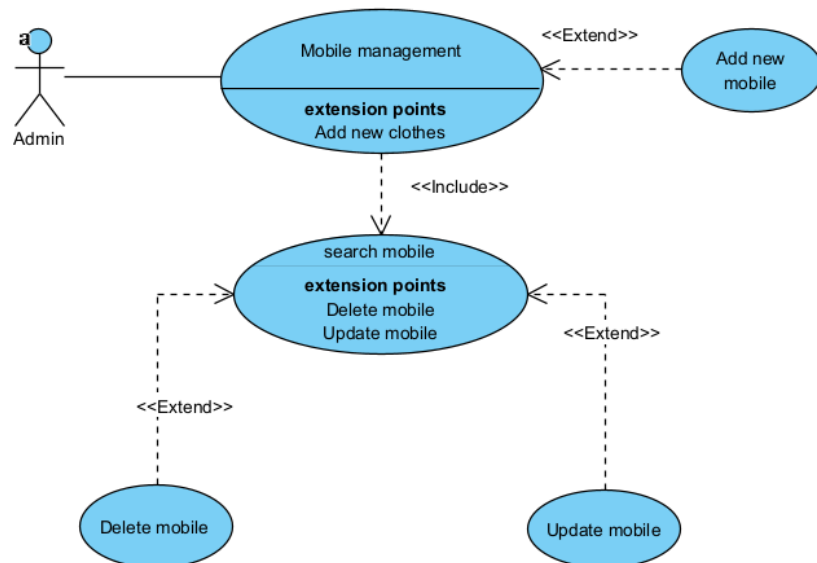 a
Admin
Mobile management
extension points
Add new clothes
<<Extend>>
Add new
mobile
<<Include>>
search mobile
extension points
Delete mobile
Update mobile
<<Extend>>
<<Extend>>
Delete mobile
Update mobile